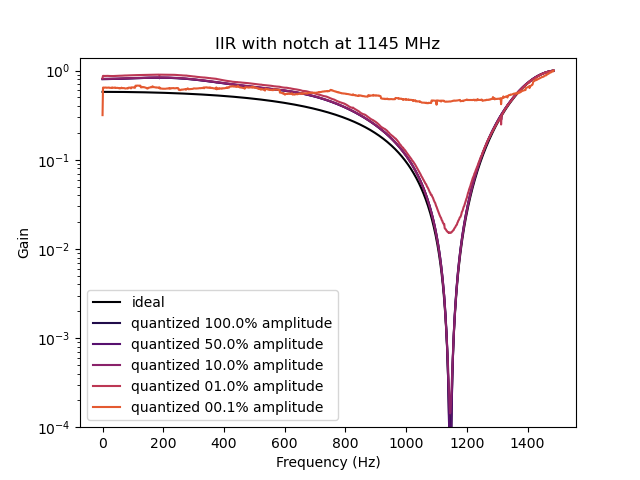 IIR with notch at 1145 MHz
Gain
10⁰
10⁻¹
10⁻²
10⁻³
10⁻⁴
ideal
quantized 100.0% amplitude
quantized 50.0% amplitude
quantized 10.0% amplitude
quantized 01.0% amplitude
quantized 00.1% amplitude
0 200 400 600 800 1000 1200 1400
Frequency (Hz)